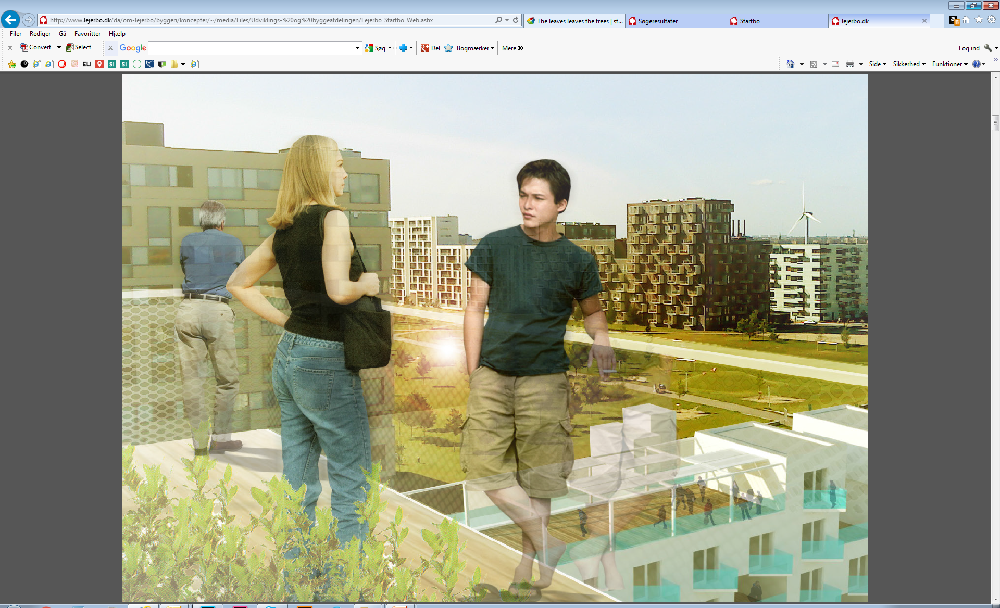 http://www.lejerbo.dk/da/om-lejerbo/byggeri/koncepter/~/media/Files/Udviklings-%20og%20byggeafdelingen/Lejerbo_Startbo_Web.ashx
The leaves leaves the trees | st...
Søgeresultater
Startbo
lejerbo.dk
Filer Rediger Gå Favoritter Hjælp
x Convert Select
x Google Søg Del Bogmærker Mere »
Log ind
ELI SI SI
Side Sikkerhed Funktioner